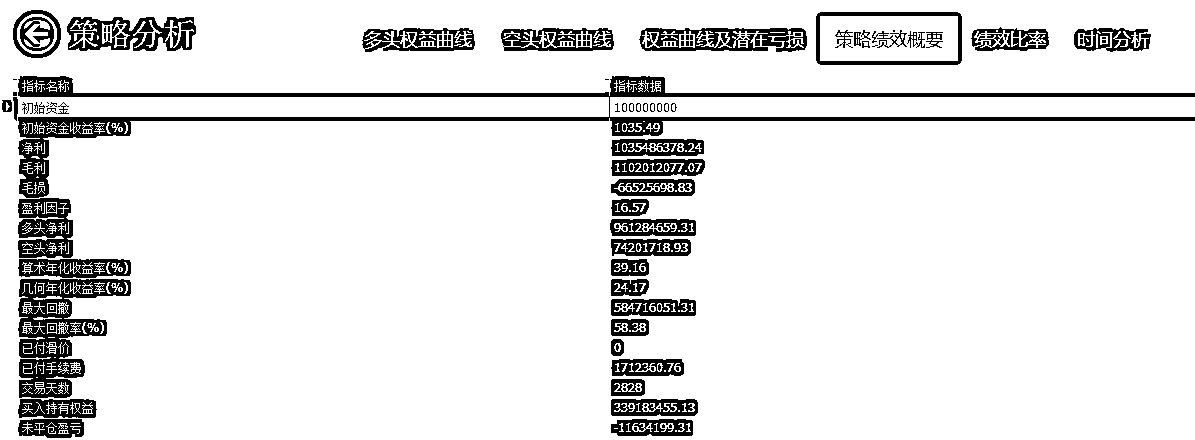 策略分析
多头权益曲线 空头权益曲线 权益曲线及潜在亏损 策略绩效概要 绩效比率 时间分析
指标名称 指标数据
初始资金 100000000
初始资金收益率(%) 1035.49
净利 1035486378.24
毛利 1102012077.07
毛损 -66525698.83
盈利因子 16.57
多头净利 961284659.31
空头净利 74201718.93
算术年化收益率(%) 39.16
几何年化收益率(%) 24.17
最大回撤 584716051.31
最大回撤率(%) 58.38
已付滑价 0
已付手续费 1712360.76
交易天数 2828
买入持有权益 339183455.13
未平仓盈亏 -11634199.31